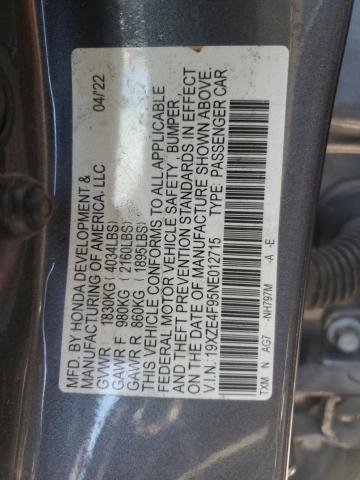 MFD. BY HONDA DEVELOPMENT & 04/'22
MANUFACTURING OF AMERICA, LLC
GVWR 1830KG(4034LBS)
GAWR F 980KG (2160LBS)
GAWR R 860KG (1895LBS)
THIS VEHICLE CONFORMS TO ALL APPLICABLE
FEDERAL MOTOR VEHICLE SAFETY, BUMPER,
AND THEFT PREVENTION STANDARDS IN EFFECT
ON THE DATE OF MANUFACTURE SHOWN ABOVE.
V.I.N.:19XZE4F95NE012715 TYPE: PASSENGER CAR
TXM N AG7 -NH797M -A -E